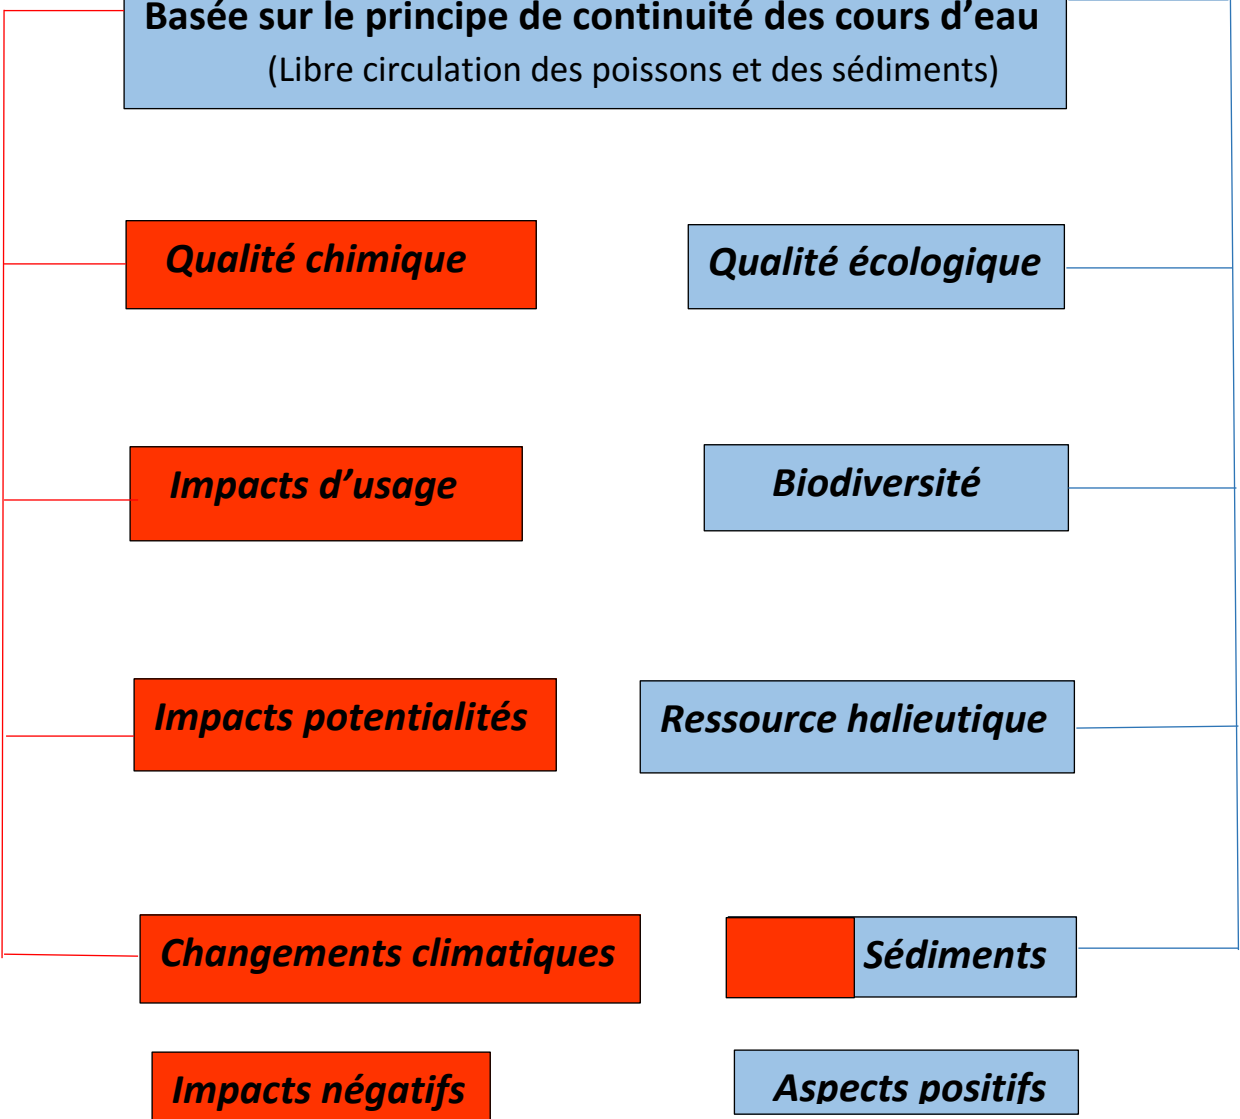 Basée sur le principe de continuité des cours d’eau
(Libre circulation des poissons et des sédiments)
Qualité chimique
Qualité écologique
Impacts d’usage
Biodiversité
Impacts potentialités
Ressource halieutique
Changements climatiques
Sédiments
Impacts négatifs
Aspects positifs